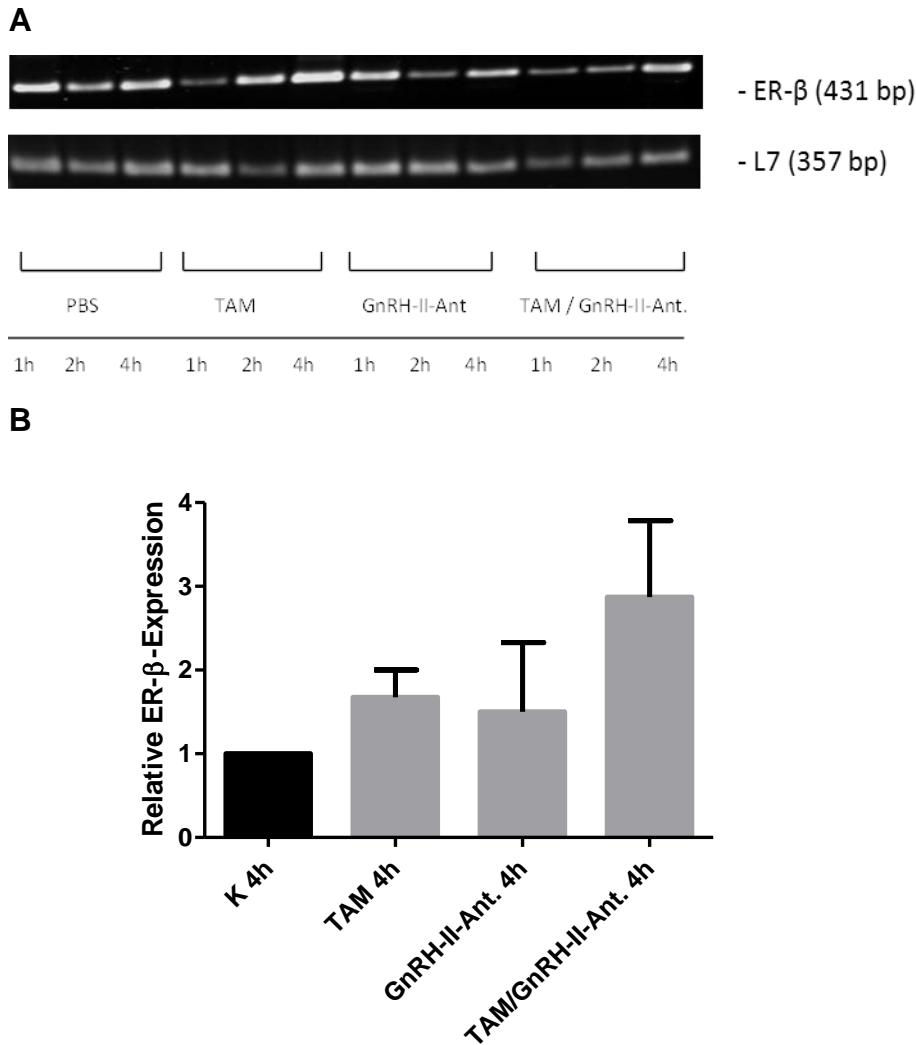 A
- ER-β (431 bp)
- L7 (357 bp)
PBS TAM GnRH-II-Ant TAM / GnRH-II-Ant.
1h 2h 4h 1h 2h 4h 1h 2h 4h 1h 2h 4h
B
Relative ER-β-Expression
4
3
2
1
0
K 4h
TAM 4h
GnRH-II-Ant. 4h
TAM/GnRH-II-Ant. 4h